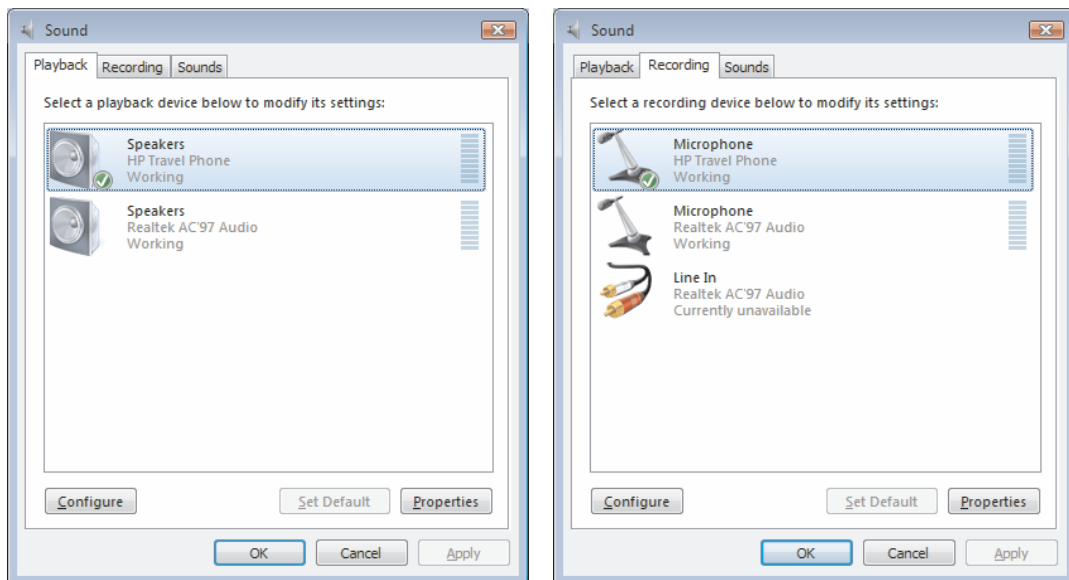 Sound
Playback Recording Sounds
Select a playback device below to modify its settings:
Speakers
HP Travel Phone
Working
Speakers
Realtek AC'97 Audio
Working
Configure Set Default Properties
OK Cancel Apply
Sound
Playback Recording Sounds
Select a recording device below to modify its settings:
Microphone
HP Travel Phone
Working
Microphone
Realtek AC'97 Audio
Working
Line In
Realtek AC'97 Audio
Currently unavailable
Configure Set Default Properties
OK Cancel Apply